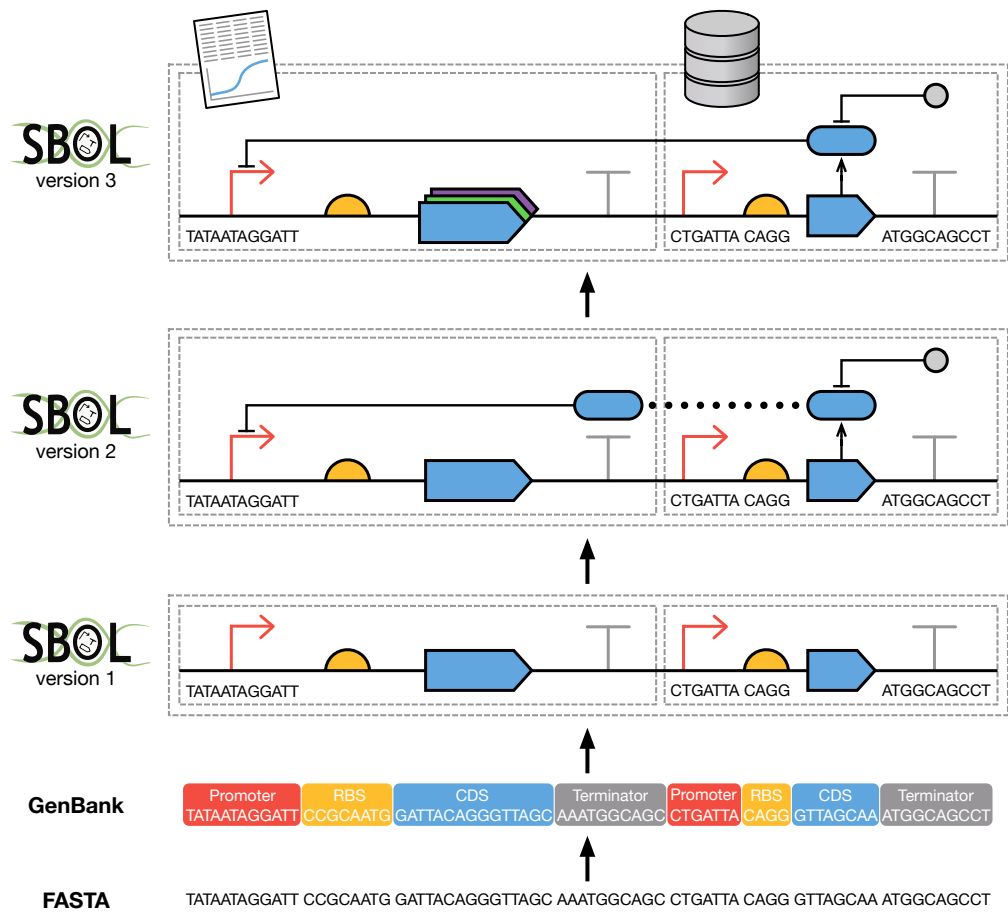 SBOL
version 3
TATAATAGGATT CTGATTA CAGG ATGGCAGCCT
SBOL
version 2
TATAATAGGATT CTGATTA CAGG ATGGCAGCCT
SBOL
version 1
TATAATAGGATT CTGATTA CAGG ATGGCAGCCT
GenBank
Promoter RBS CDS Terminator Promoter RBS CDS Terminator
TATAATAGGATT CCGCAATG GATTACAGGGTTAGC AAATGGCAGC CTGATTA CAGG GTTAGCAA ATGGCAGCCT
FASTA TATAATAGGATT CCGCAATG GATTACAGGGTTAGC AAATGGCAGC CTGATTA CAGG GTTAGCAA ATGGCAGCCT